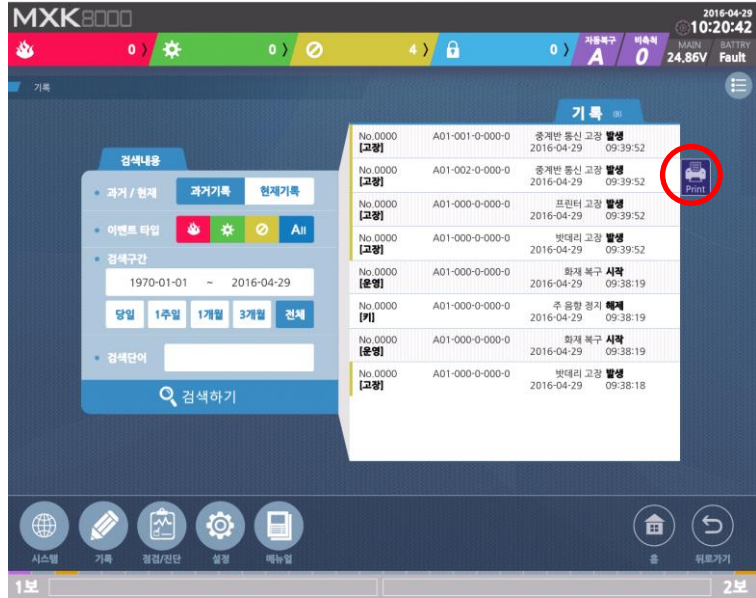 MXK8000
2016-04-29
10:20:42
0 0 4 0
자동복구 A
비축적 0
MAIN 24.86V
BATTRY Fault
기록
기 록 (8)
No.0000 A01-001-0-000-0 중계반 통신 고장 발생
[고장] 2016-04-29 09:39:52
No.0000 A01-002-0-000-0 중계반 통신 고장 발생
[고장] 2016-04-29 09:39:52
No.0000 A01-000-0-000-0 프린터 고장 발생
[고장] 2016-04-29 09:39:52
No.0000 A01-000-0-000-0 밧데리 고장 발생
[고장] 2016-04-29 09:39:52
No.0000 A01-000-0-000-0 화재 복구 시작
[운영] 2016-04-29 09:38:19
No.0000 A01-000-0-000-0 주 음향 정지 해제
[키] 2016-04-29 09:38:19
No.0000 A01-000-0-000-0 화재 복구 시작
[운영] 2016-04-29 09:38:19
No.0000 A01-000-0-000-0 밧데리 고장 발생
[고장] 2016-04-29 09:38:18
Print
검색내용
과거 / 현재 과거기록 현재기록
이벤트 타입 All
검색구간
1970-01-01 ~ 2016-04-29
당일 1주일 1개월 3개월 전체
검색단어
검색하기
시스템 기록 점검/진단 설정 메뉴얼 홈 뒤로가기
1보 2보